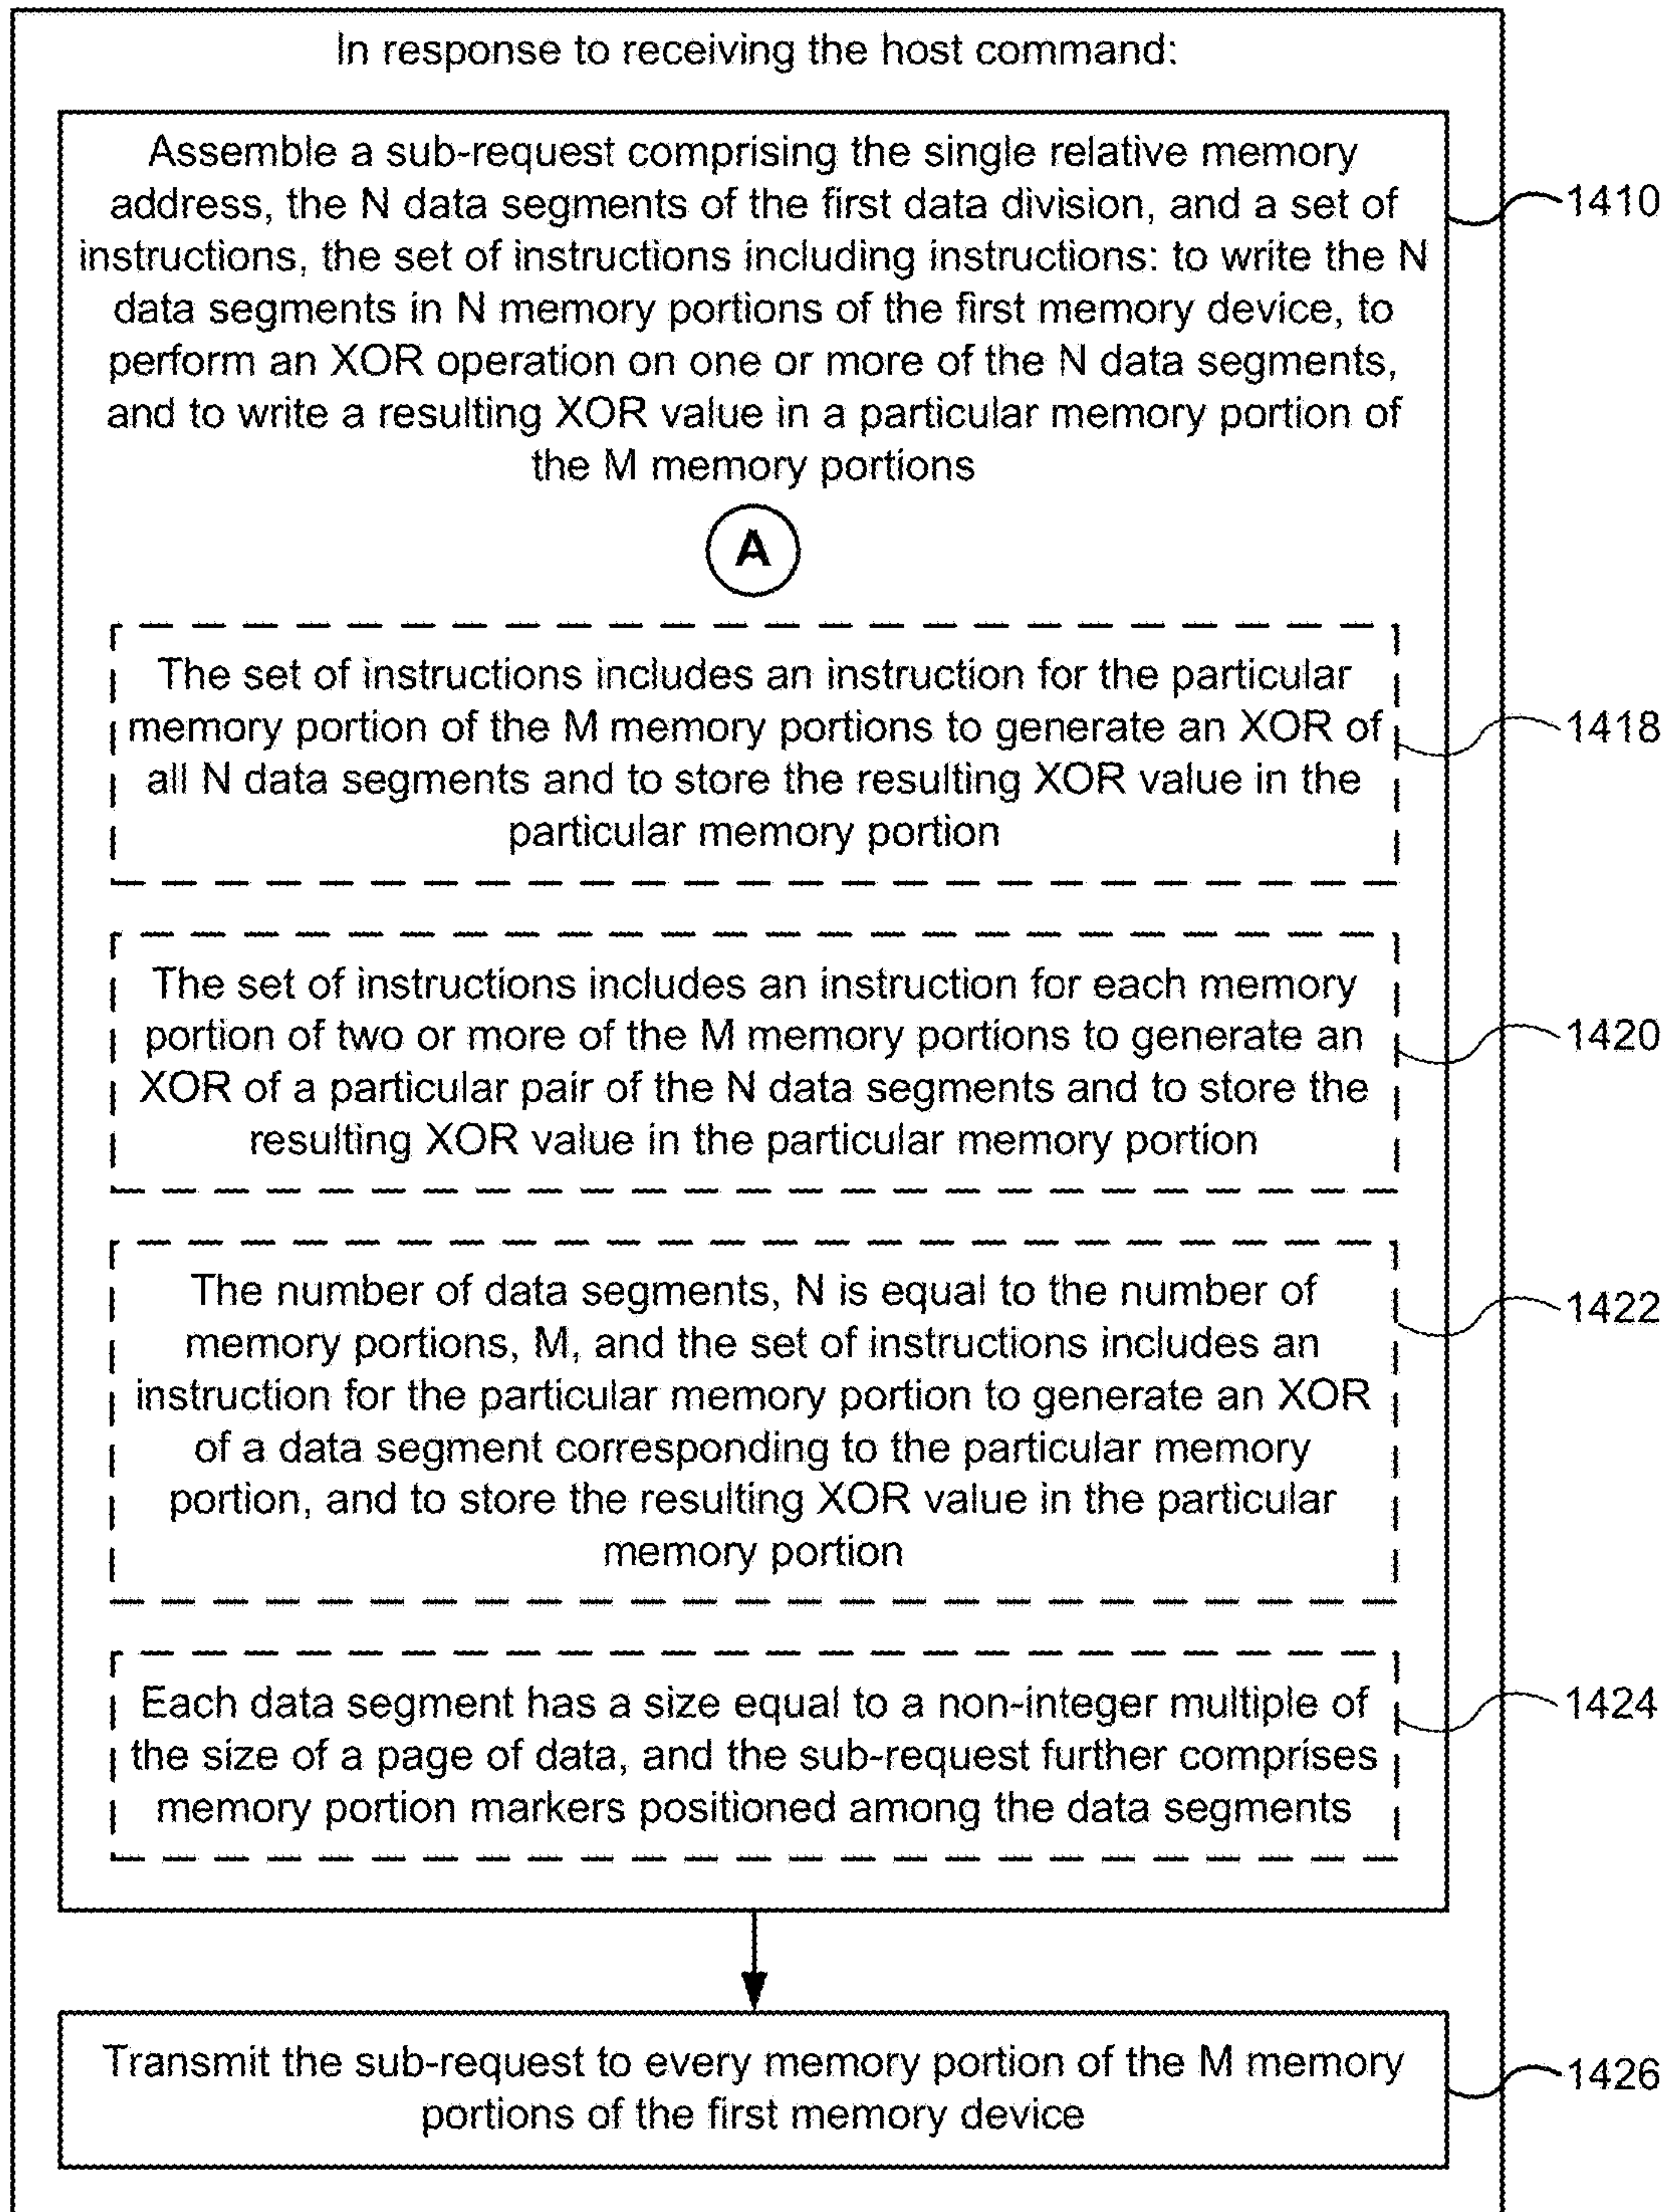 In response to receiving the host command:
Assemble a sub-request comprising the single relative memory
address, the N data segments of the first data division, and a set of
instructions, the set of instructions including instructions: to write the N
data segments in N memory portions of the first memory device, to
perform an XOR operation on one or more of the N data segments,
and to write a resulting XOR value in a particular memory portion of
the M memory portions
1410
A
The set of instructions includes an instruction for the particular
memory portion of the M memory portions to generate an XOR of
all N data segments and to store the resulting XOR value in the
particular memory portion
1418
The set of instructions includes an instruction for each memory
portion of two or more of the M memory portions to generate an
XOR of a particular pair of the N data segments and to store the
resulting XOR value in the particular memory portion
1420
The number of data segments, N is equal to the number of
memory portions, M, and the set of instructions includes an
instruction for the particular memory portion to generate an XOR
of a data segment corresponding to the particular memory
portion, and to store the resulting XOR value in the particular
memory portion
1422
Each data segment has a size equal to a non-integer multiple of
the size of a page of data, and the sub-request further comprises
memory portion markers positioned among the data segments
1424
Transmit the sub-request to every memory portion of the M memory
portions of the first memory device
1426